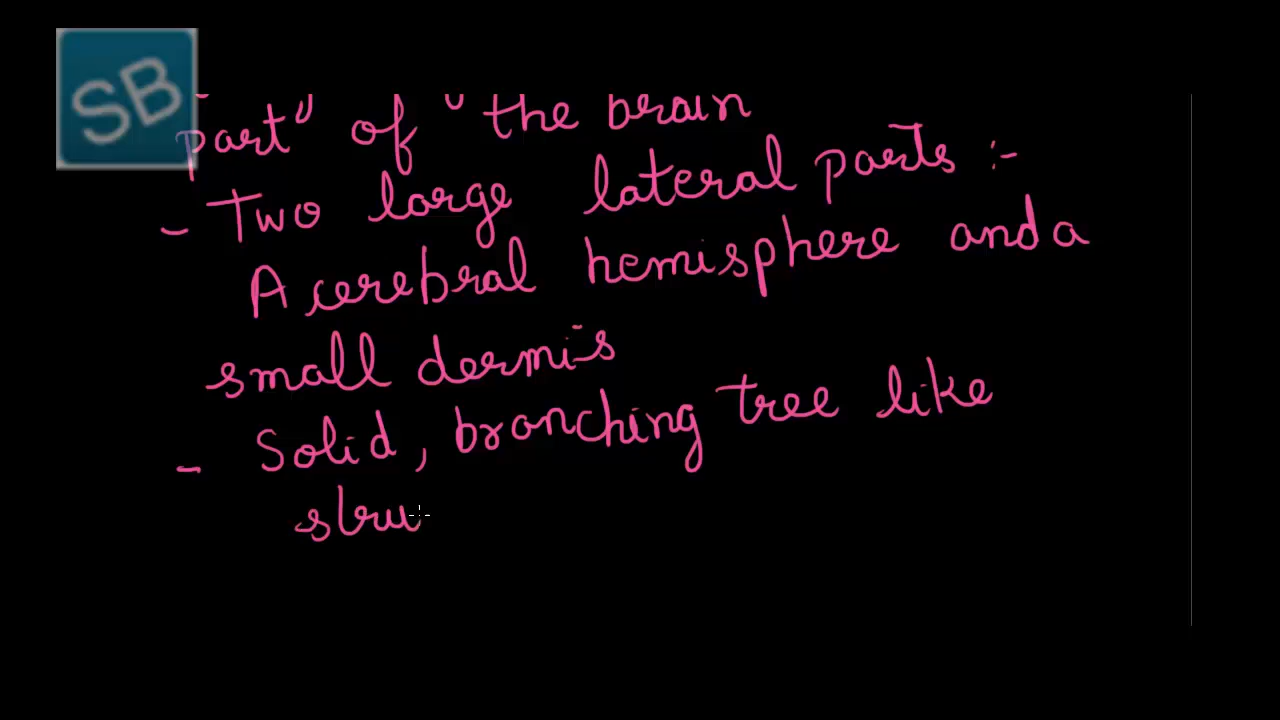 SB
part" of "the brain
- Two large lateral parts :-
A cerebral hemisphere and a
small dermis
- Solid, branching tree like
stru